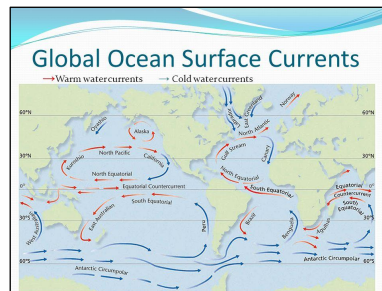 Global Ocean Surface Currents
Warm watercurrents
Cold watercurrents
60°N
Oyashio
Alaska
Labrador
East Greenland
Norway
North Atlantic
30°N
Kuroshio
North Pacific
California
Gulf Stream
Canary
North Equatorial
North Equatorial
0°
Equatorial Countercurrent
South Equatorial
Equatorial
Countercurrent
South Equatorial
South
Equatorial
30°S
West Australian
East Australian
Peru
Brazil
Benguela
Agulhas
60°S
Antarctic Circumpolar
Antarctic Circumpolar
60°N
30°N
0°
30°S
60°S